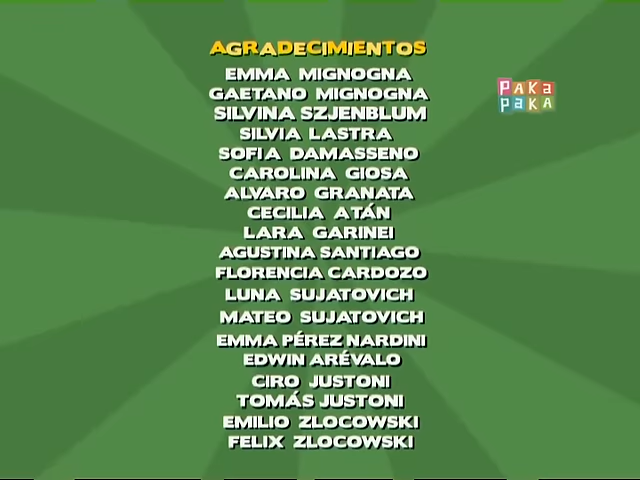 AGRADECIMIENTOS
EMMA MIGNOGNA
GAETANO MIGNOGNA
PAKA
PAKA
SILVINA SZJENBLUM
SILVIA LASTRA
SOFIA DAMASSENO
CAROLINA GIOSA
ALVARO GRANATA
CECILIA ATÁN
LARA GARINEI
AGUSTINA SANTIAGO
FLORENCIA CARDOZO
LUNA SUJATOVICH
MATEO SUJATOVICH
EMMA PÉREZ NARDINI
EDWIN ARÉVALO
CIRO JUSTONI
TOMÁS JUSTONI
EMILIO ZLOCOWSKI
FELIX ZLOCOWSKI